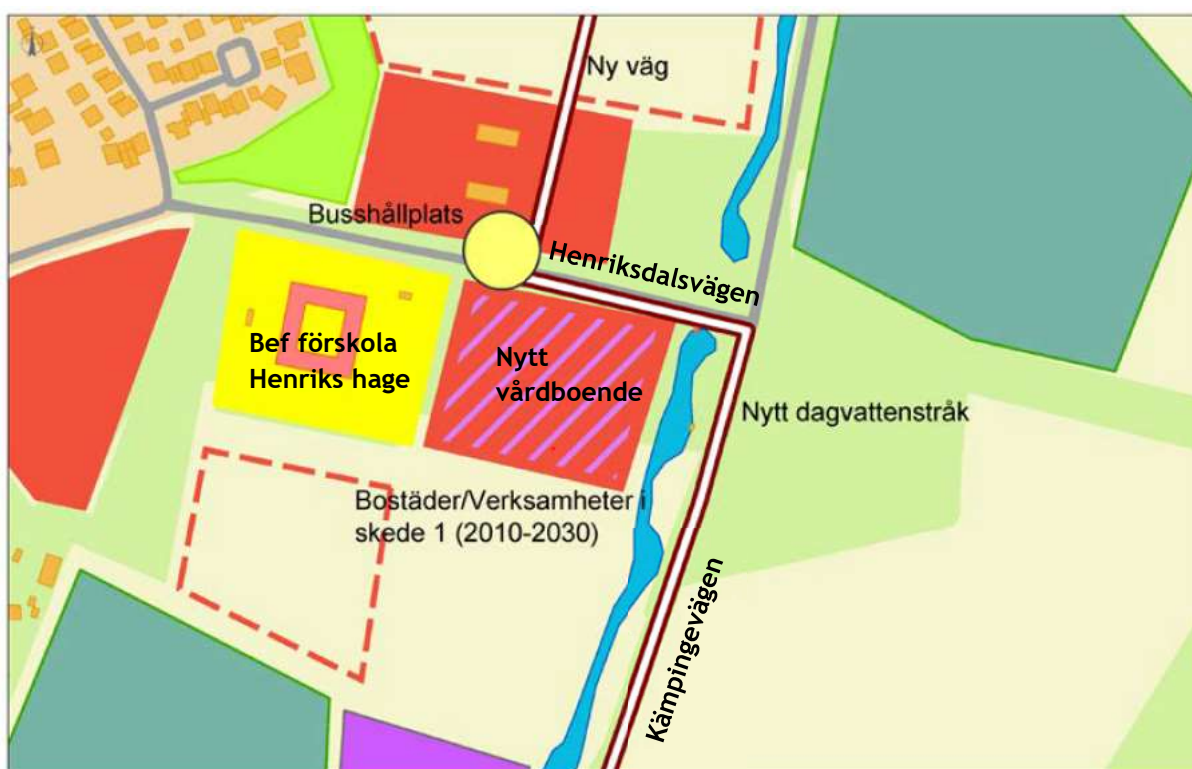 Ny väg
Busshållplats
Henriksdalsvägen
Bef förskola
Henriks hage
Nytt
vårdboende
Nytt dagvattenstråk
Bostäder/Verksamheter i
skede 1 (2010-2030)
Kämpingevägen